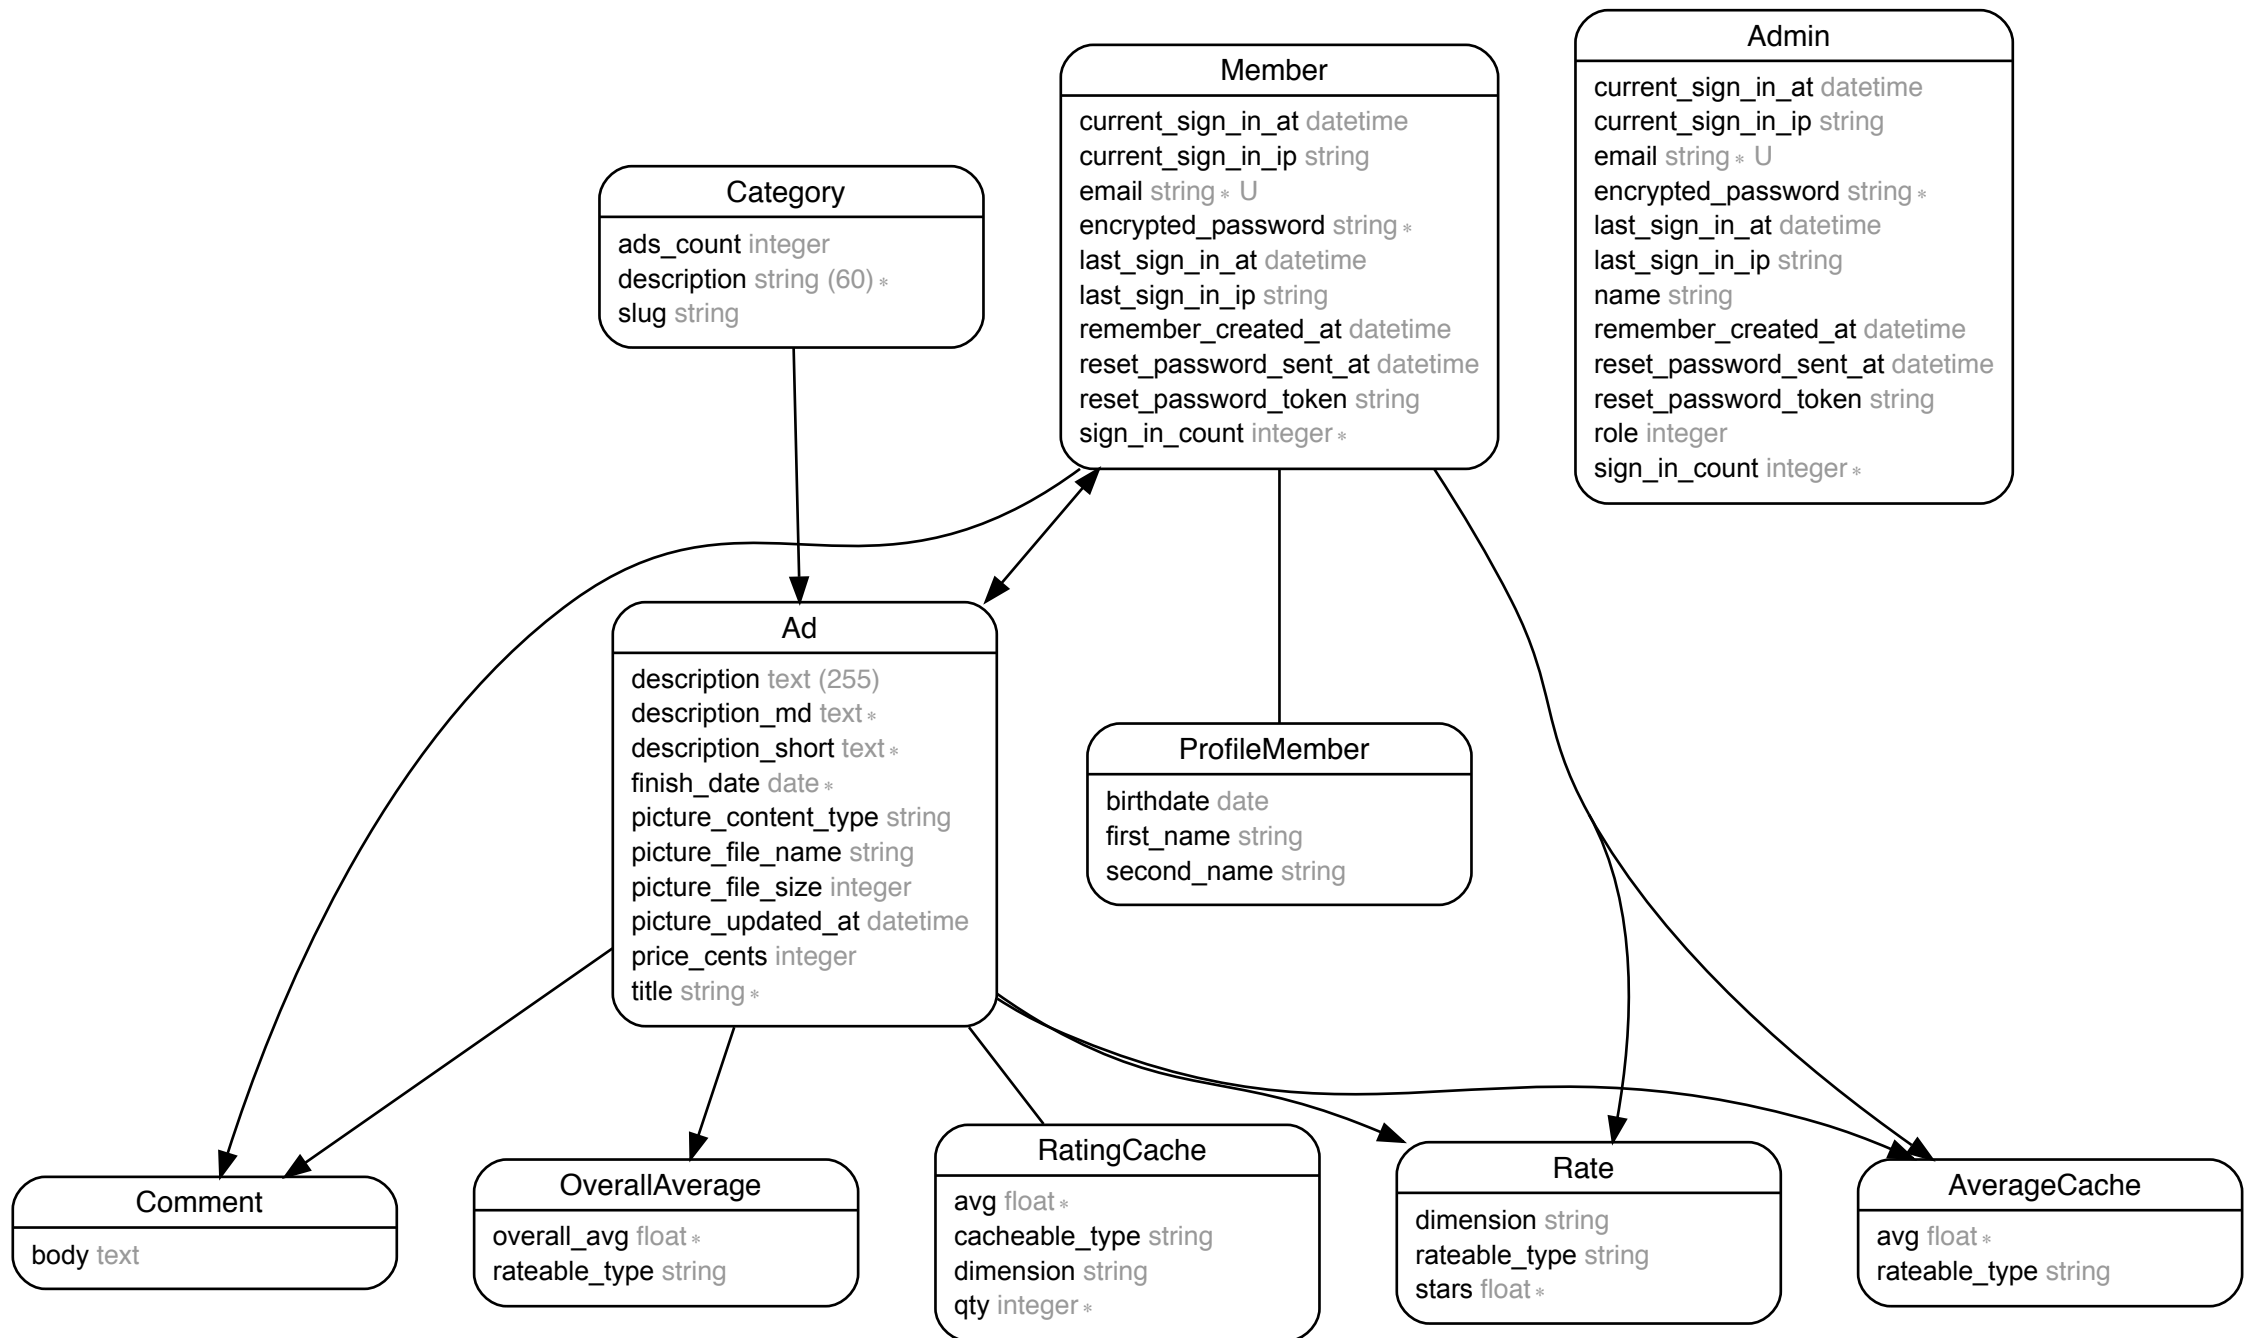 Admin
current_sign_in_at datetime
current_sign_in_ip string
email string * U
encrypted_password string *
last_sign_in_at datetime
last_sign_in_ip string
name string
remember_created_at datetime
reset_password_sent_at datetime
reset_password_token string
role integer
sign_in_count integer *
Member
current_sign_in_at datetime
current_sign_in_ip string
email string * U
encrypted_password string *
last_sign_in_at datetime
last_sign_in_ip string
remember_created_at datetime
reset_password_sent_at datetime
reset_password_token string
sign_in_count integer *
Category
ads_count integer
description string (60) *
slug string
Ad
description text (255)
description_md text *
description_short text *
finish_date date *
picture_content_type string
picture_file_name string
picture_file_size integer
picture_updated_at datetime
price_cents integer
title string *
ProfileMember
birthdate date
first_name string
second_name string
Comment
body text
OverallAverage
overall_avg float *
rateable_type string
RatingCache
avg float *
cacheable_type string
dimension string
qty integer *
Rate
dimension string
rateable_type string
stars float *
AverageCache
avg float *
rateable_type string